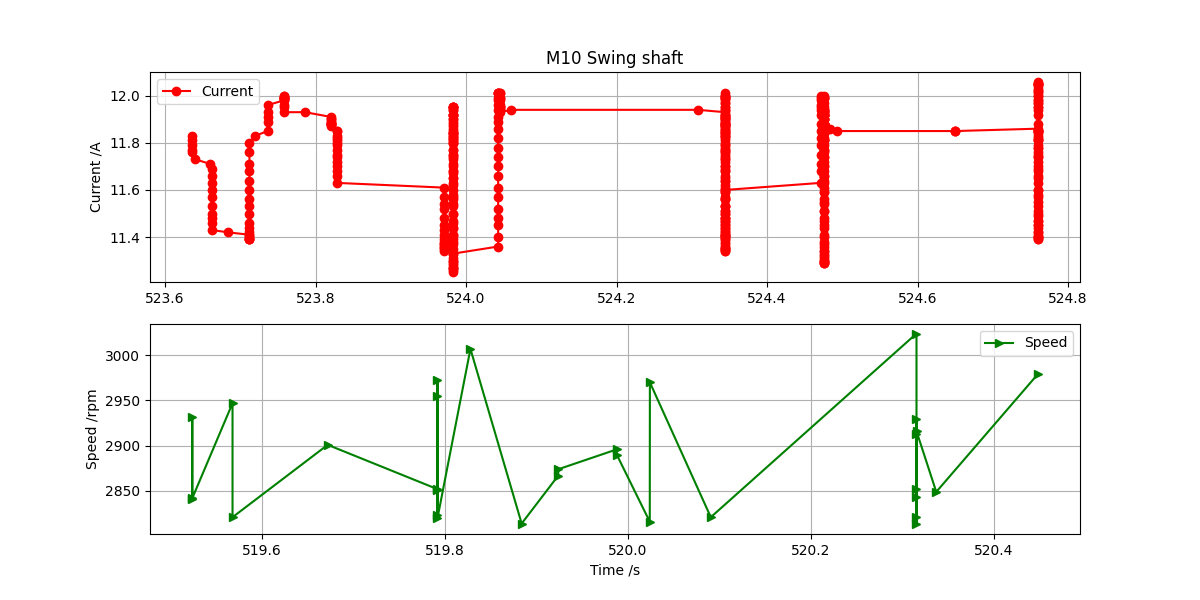 M10 Swing shaft
Current /A
12.0
11.8
11.6
11.4
Current
523.6 523.8 524.0 524.2 524.4 524.6 524.8
Speed /rpm
3000
2950
2900
2850
Speed
519.6 519.8 520.0 520.2 520.4
Time /s